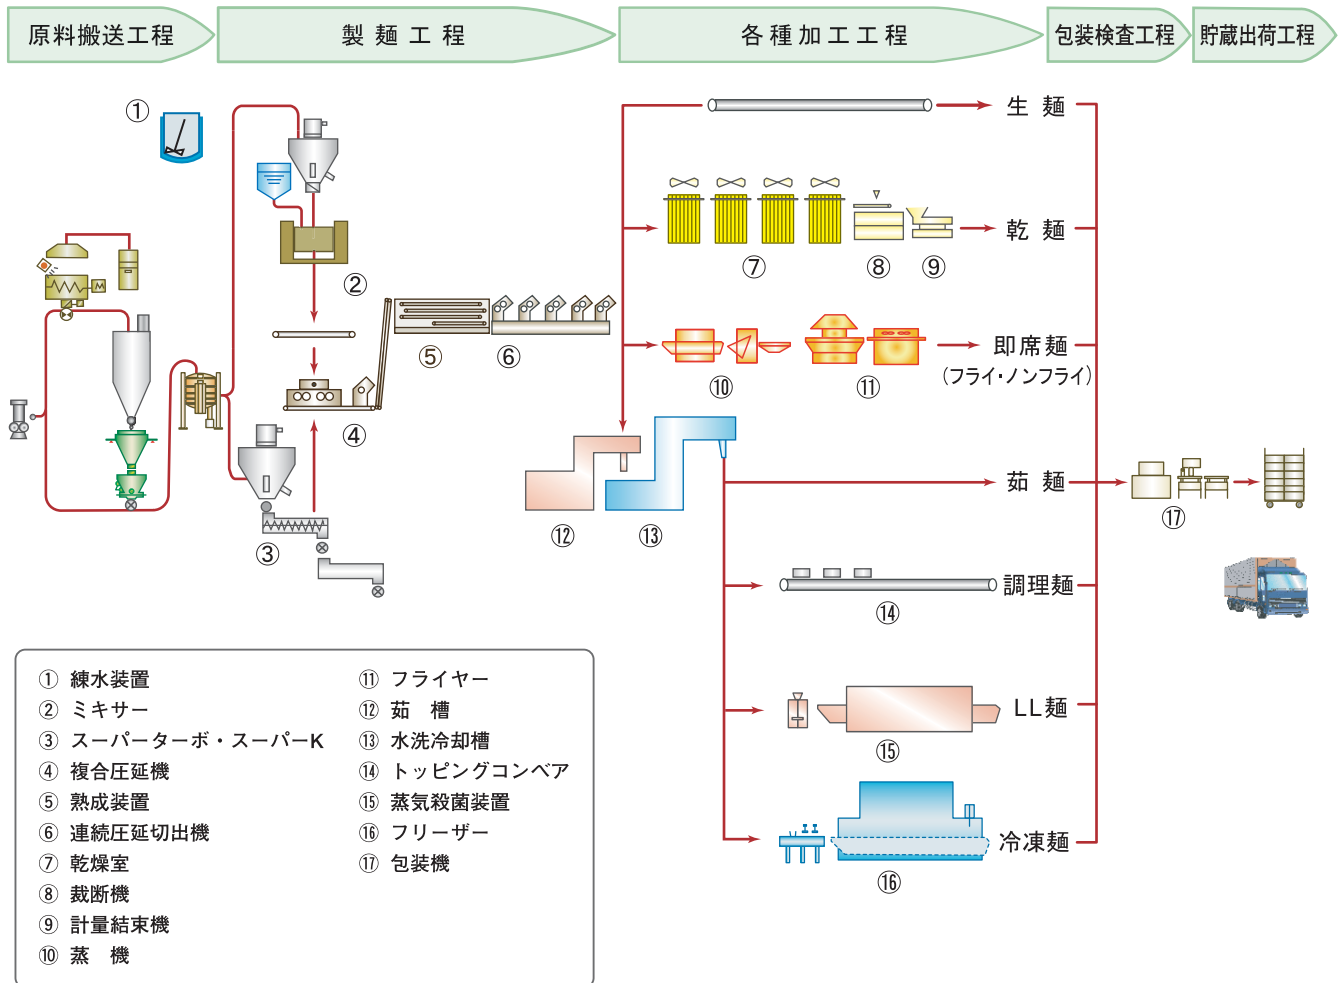 原料搬送工程
製麺工程
各種加工工程
包装検査工程
貯蔵出荷工程
①
②
③
④
⑤
⑥
生麺
⑦
⑧
⑨
乾麺
⑩
⑪
即席麺
(フライ・ノンフライ)
⑫
⑬
茹麺
⑰
⑭
調理麺
⑮
LL麺
⑯
冷凍麺
① 練水装置
② ミキサー
③ スーパーターボ・スーパーK
④ 複合圧延機
⑤ 熟成装置
⑥ 連続圧延切出機
⑦ 乾燥室
⑧ 裁断機
⑨ 計量結束機
⑩ 蒸 機
⑪ フライヤー
⑫ 茹 槽
⑬ 水洗冷却槽
⑭ トッピングコンベア
⑮ 蒸気殺菌装置
⑯ フリーザー
⑰ 包装機